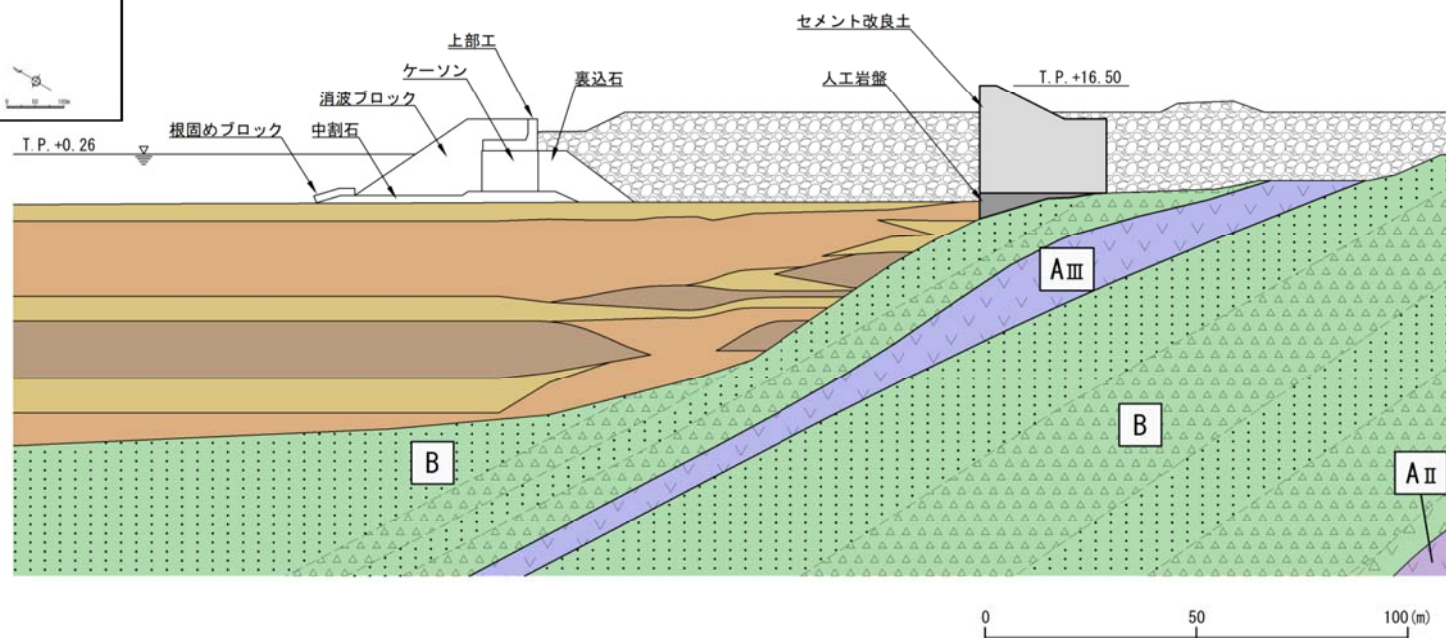 上部工
セメント改良土
ケーソン
裏込石
人工岩盤
T.P.+16.50
消波ブロック
根固めブロック
中割石
T.P.+0.26
AⅢ
B
B
AⅡ
0 50 100(m)